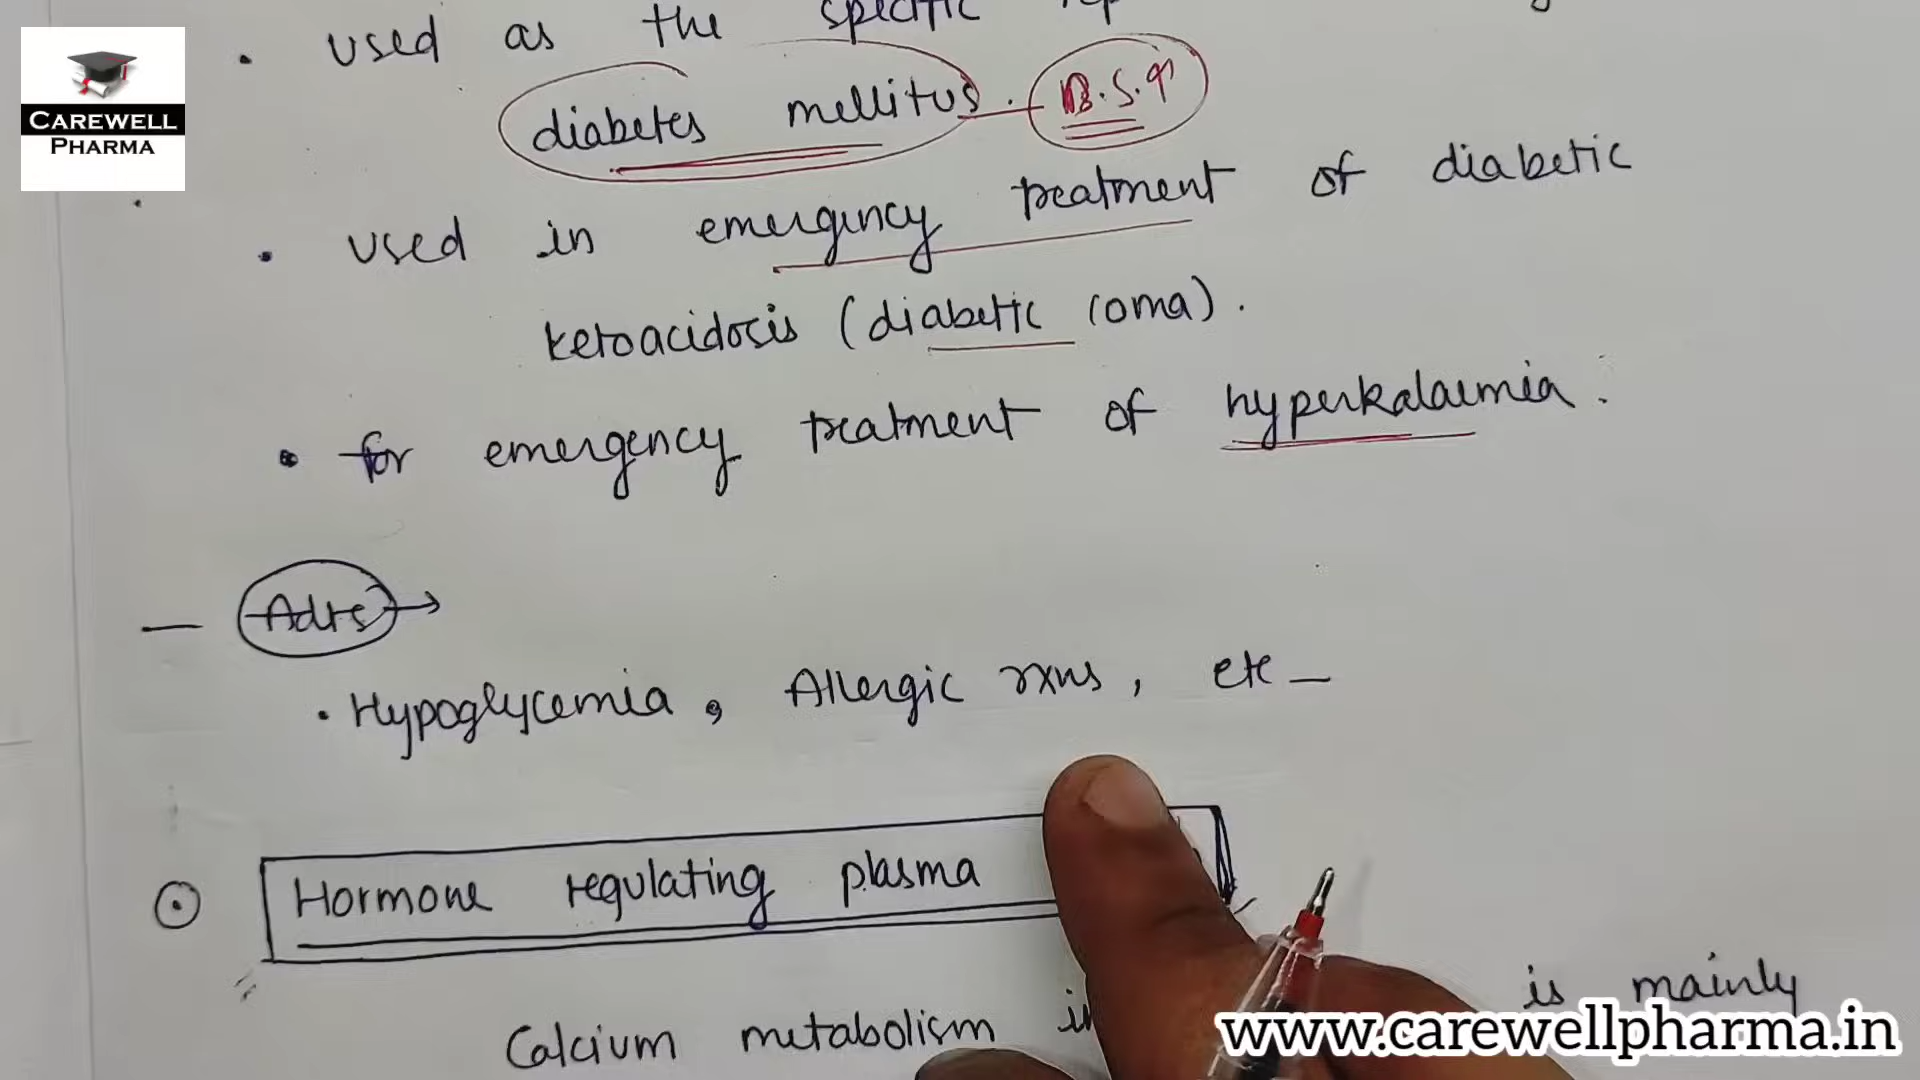 CAREWELL
PHARMA
• used as the specific
diabetes mellitus. B.S.↑
• used in emergency treatment of diabetic
ketoacidosis (diabetic coma).
• for emergency treatment of hyperkalaemia.
— Adrs →
• Hypoglycemia, Allergic rxns, etc —
⊙ Hormone regulating plasma
Calcium metabolism is mainly
www.carewellpharma.in